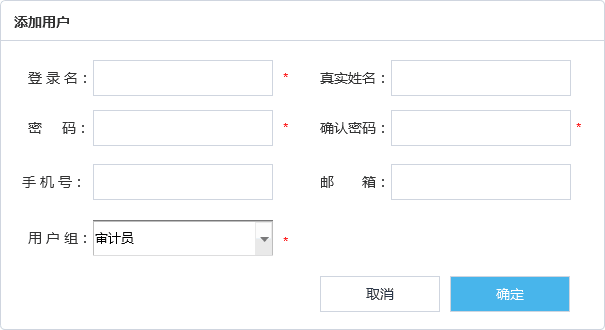 添加用户
登 录 名： * 真实姓名：
密 码： * 确认密码： *
手 机 号： 邮 箱：
用 户 组： 审计员 *
取消 确定